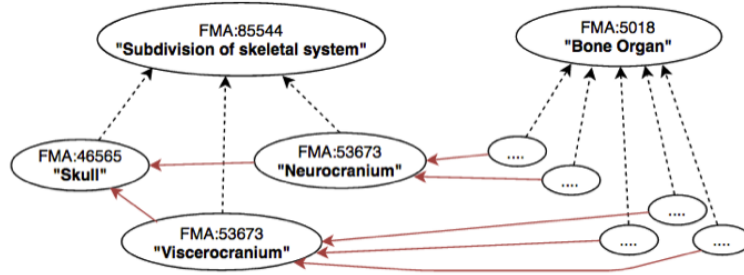 FMA:85544
"Subdivision of skeletal system"
FMA:5018
"Bone Organ"
FMA:46565
"Skull"
FMA:53673
"Neurocranium"
....
....
FMA:53673
"Viscerocranium"
....
....
....